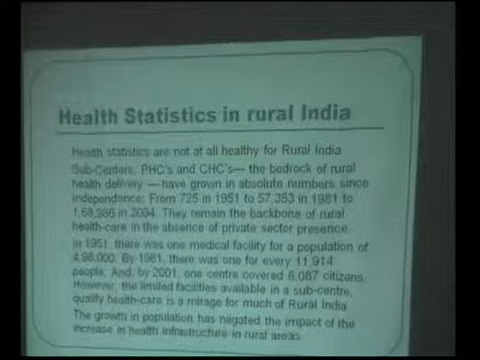 Health Statistics in rural India
Health statistics are not at all healthy for Rural India
Sub-Centers, PHC's and CHC's— the bedrock of rural
health delivery —have grown in absolute numbers since
independence: From 725 in 1951 to 57,353 in 1981 to
1,68,986 in 2004. They remain the backbone of rural
health-care in the absence of private sector presence.
In 1951, there was one medical facility for a population of
4,98,000. By 1981, there was one for every 11,914
people. And, by 2001, one centre covered 6,087 citizens.
However, the limited facilities available in a sub-centre,
quality health-care is a mirage for much of Rural India
The growth in population has negated the impact of the
increase in health infrastructure in rural areas